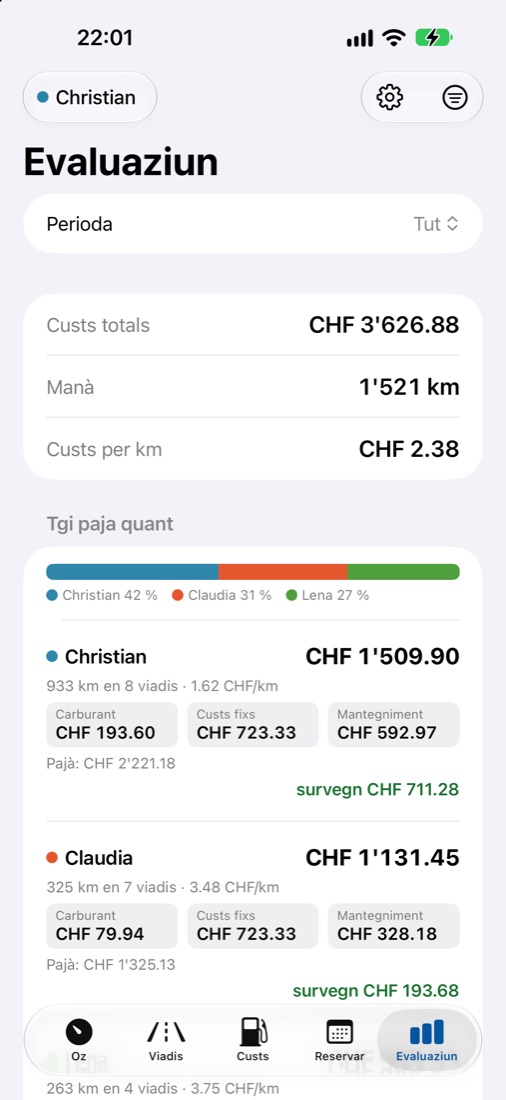 22:01
Christian
Evaluaziun
Perioda Tut
Custs totals CHF 3'626.88
Manà 1'521 km
Custs per km CHF 2.38
Tgi paja quant
Christian 42 % Claudia 31 % Lena 27 %
Christian CHF 1'509.90
933 km en 8 viadis · 1.62 CHF/km
Carburant Custs fixs Mantegniment
CHF 193.60 CHF 723.33 CHF 592.97
Pajà: CHF 2'221.18
survegn CHF 711.28
Claudia CHF 1'131.45
325 km en 7 viadis · 3.48 CHF/km
Carburant Custs fixs Mantegniment
CHF 79.94 CHF 723.33 CHF 328.18
Pajà: CHF 1'325.13
survegn CHF 193.68
Oz Viadis Custs Reservar Evaluaziun
263 km en 4 viadis · 3.75 CHF/km